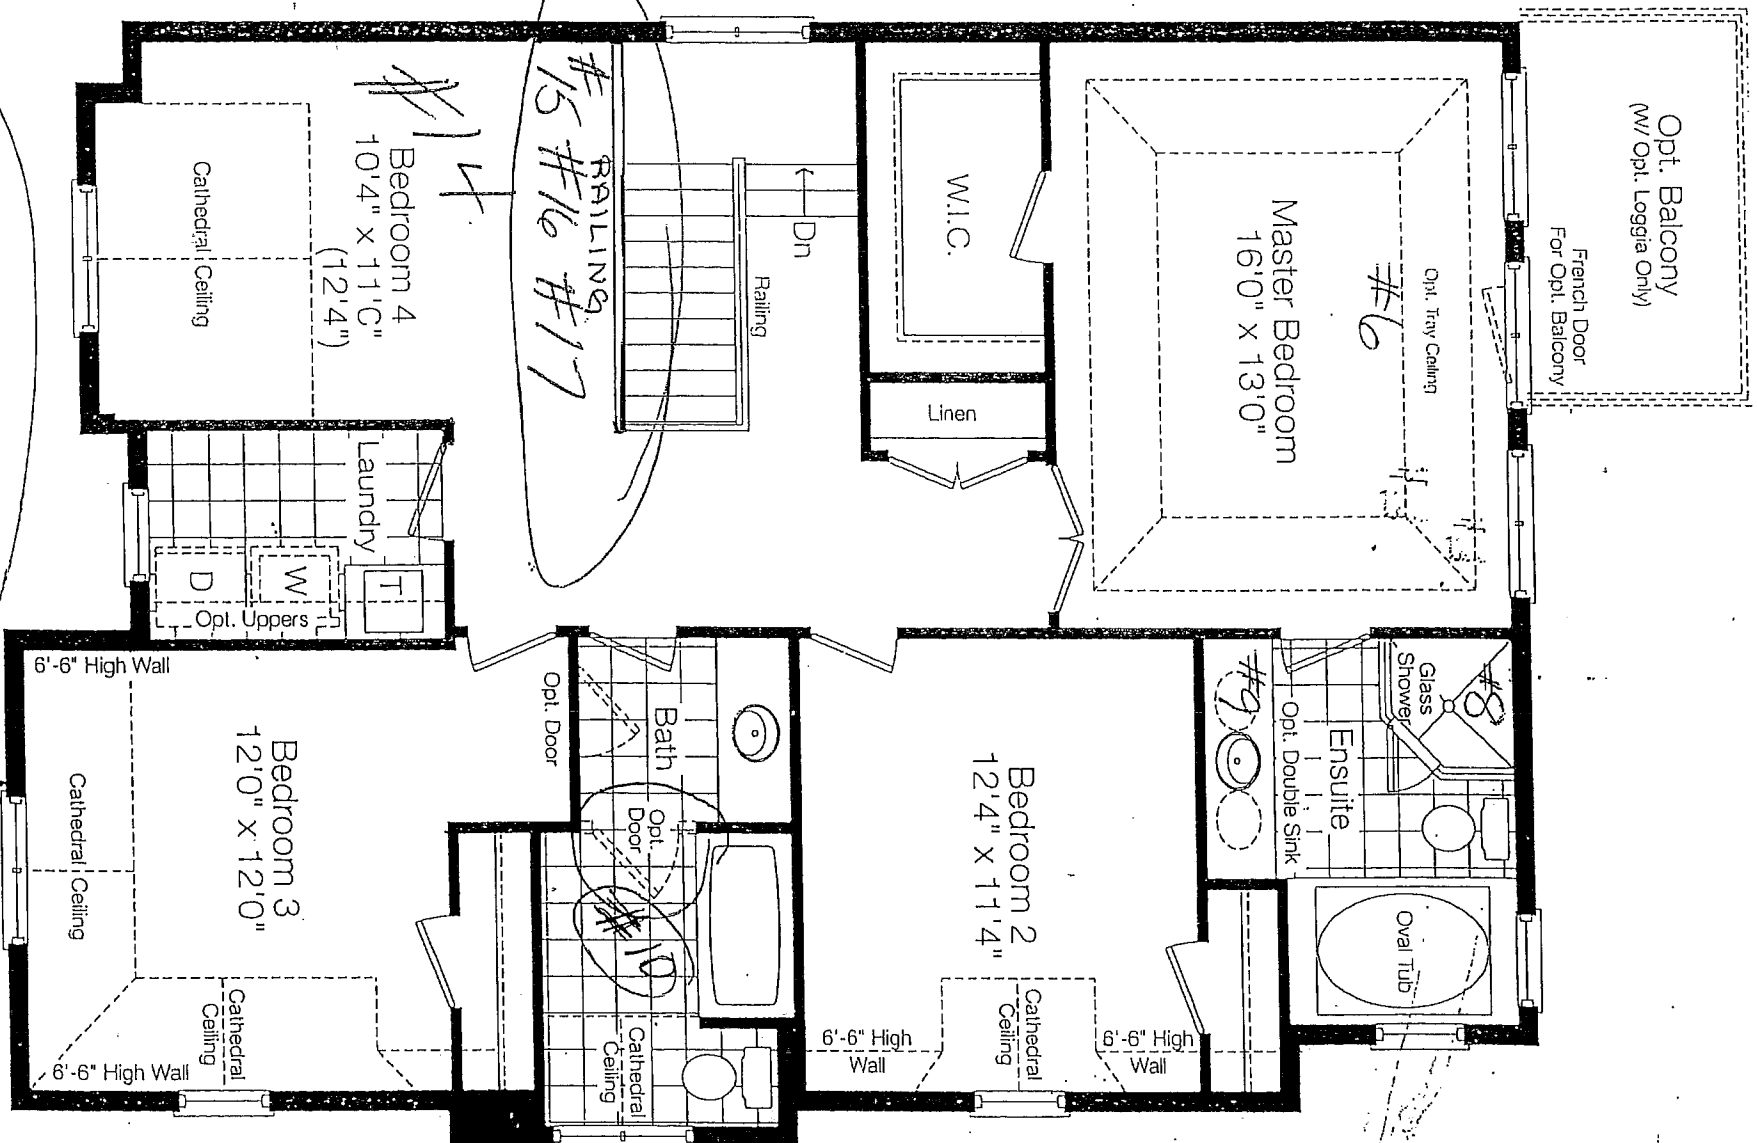 Opt. Balcony
(W/ Opt. Loggia Only)
French Door
For Opt. Balcony
Opt. Tray Ceiling
#6
Master Bedroom
16'0" x 13'0"
W.I.C.
Linen
Dn
Railing
RAILING
#15 #16 #17
#14
Bedroom 4
10'4" x 11'0"
(12'4")
Cathedral Ceiling
Laundry
T
W
D
Opt. Uppers
#8
Glass
Shower
Ensuite
Opt. Double Sink
#9
Oval Tub
Bedroom 2
12'4" x 11'4"
Cathedral
Ceiling
6'-6" High
Wall
6'-6" High
Wall
Bath
Opt. Door
Opt.
Door
#10
Cathedral
Ceiling
6'-6" High Wall
Bedroom 3
12'0" x 12'0"
Cathedral Ceiling
Cathedral
Ceiling
6'-6" High Wall